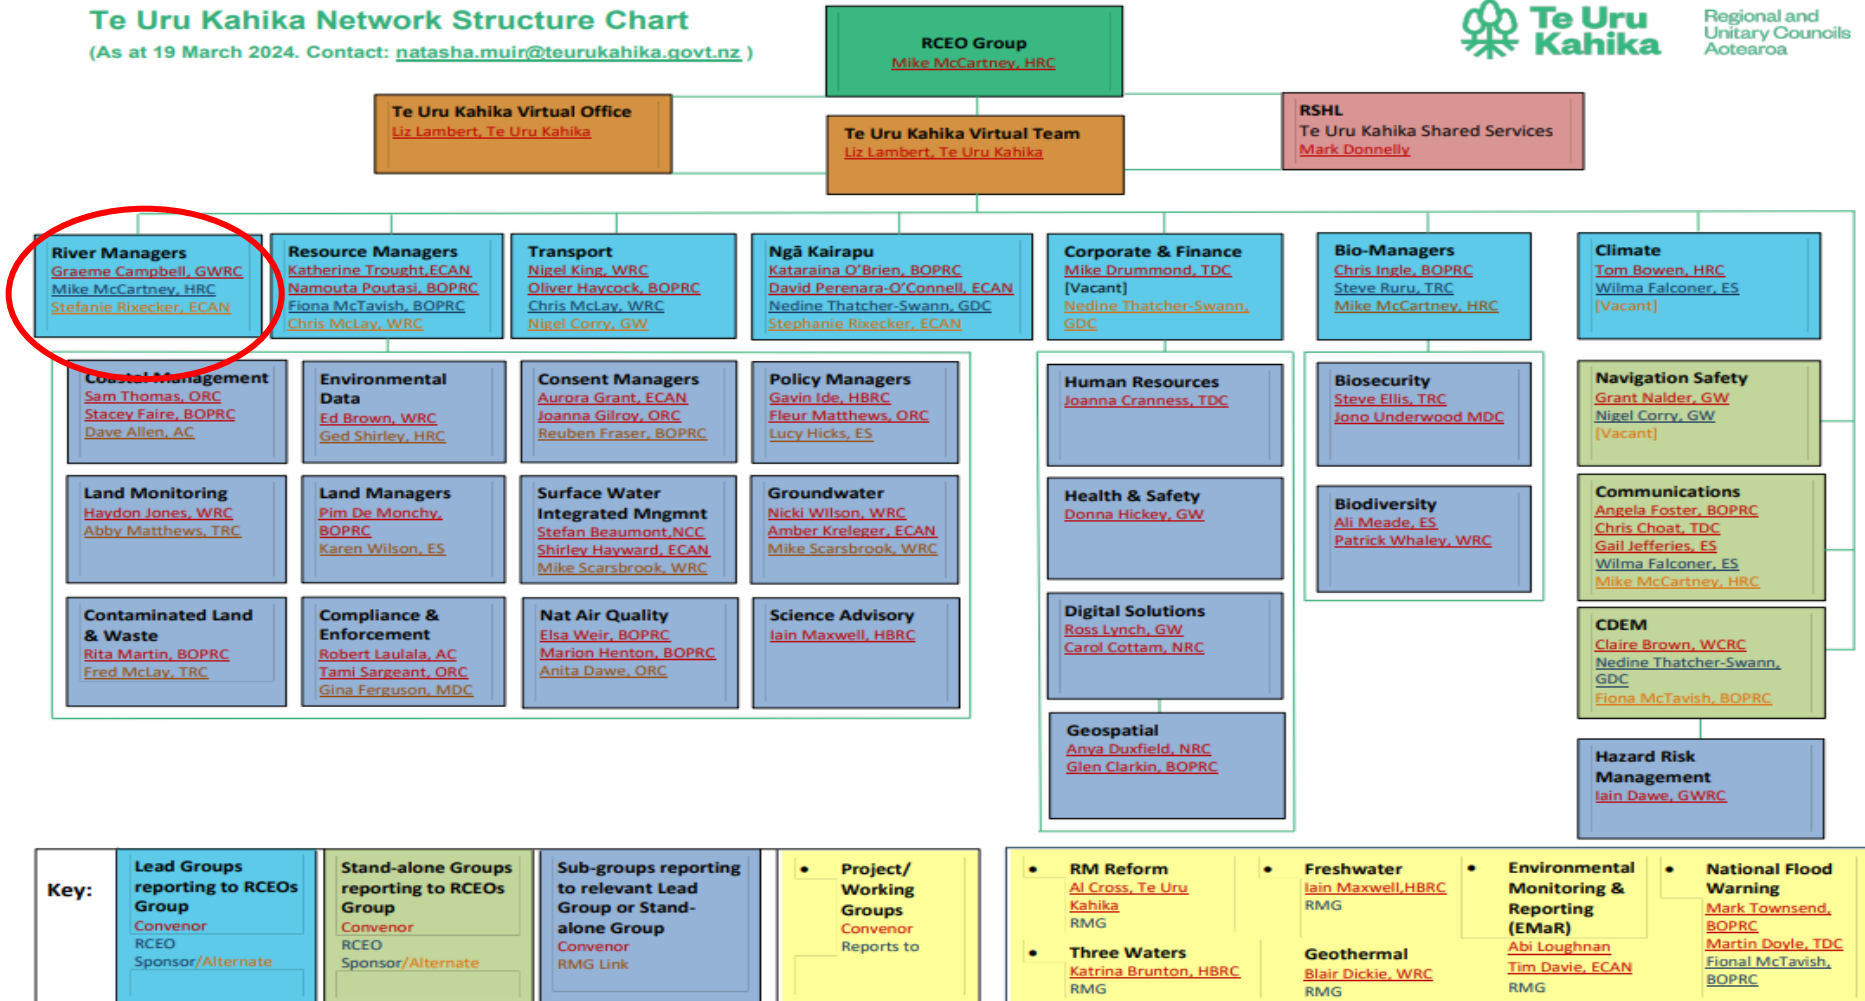 Te Uru Kahika Network Structure Chart
(As at 19 March 2024. Contact: natasha.muir@teurukahika.govt.nz )
Te Uru
Kahika
Regional and
Unitary Councils
Aotearoa
RCEO Group
Mike McCartney, HRC
Te Uru Kahika Virtual Office
Liz Lambert, Te Uru Kahika
Te Uru Kahika Virtual Team
Liz Lambert, Te Uru Kahika
RSHL
Te Uru Kahika Shared Services
Mark Donnelly
River Managers
Graeme Campbell, GWRC
Mike McCartney, HRC
Stefanie Rixecker, ECAN
Resource Managers
Katherine Trought,ECAN
Namouta Poutasi, BOPRC
Fiona McTavish, BOPRC
Chris McLay, WRC
Transport
Nigel King, WRC
Oliver Haycock, BOPRC
Chris McLay, WRC
Nigel Corry, GW
Ngā Kairapu
Kataraina O'Brien, BOPRC
David Perenara-O'Connell, ECAN
Nedine Thatcher-Swann, GDC
Stephanie Rixecker, ECAN
Corporate & Finance
Mike Drummond, TDC
[Vacant]
Nedine Thatcher-Swann,
GDC
Bio-Managers
Chris Ingle, BOPRC
Steve Ruru, TRC
Mike McCartney, HRC
Climate
Tom Bowen, HRC
Wilma Falconer, ES
[Vacant]
Coastal Management
Sam Thomas, ORC
Stacey Faire, BOPRC
Dave Allen, AC
Environmental
Data
Ed Brown, WRC
Ged Shirley, HRC
Consent Managers
Aurora Grant, ECAN
Joanna Gilroy, ORC
Reuben Fraser, BOPRC
Policy Managers
Gavin Ide, HBRC
Fleur Matthews, ORC
Lucy Hicks, ES
Human Resources
Joanna Cranness, TDC
Biosecurity
Steve Ellis, TRC
Jono Underwood MDC
Navigation Safety
Grant Nalder, GW
Nigel Corry, GW
[Vacant]
Land Monitoring
Haydon Jones, WRC
Abby Matthews, TRC
Land Managers
Pim De Monchy,
BOPRC
Karen Wilson, ES
Surface Water
Integrated Mngmnt
Stefan Beaumont,NCC
Shirley Hayward, ECAN
Mike Scarsbrook, WRC
Groundwater
Nicki WIlson, WRC
Amber Kreleger, ECAN
Mike Scarsbrook, WRC
Health & Safety
Donna Hickey, GW
Biodiversity
Ali Meade, ES
Patrick Whaley, WRC
Communications
Angela Foster, BOPRC
Chris Choat, TDC
Gail Jefferies, ES
Wilma Falconer, ES
Mike McCartney, HRC
Contaminated Land
& Waste
Rita Martin, BOPRC
Fred McLay, TRC
Compliance &
Enforcement
Robert Laulala, AC
Tami Sargeant, ORC
Gina Ferguson, MDC
Nat Air Quality
Elsa Weir, BOPRC
Marion Henton, BOPRC
Anita Dawe, ORC
Science Advisory
Iain Maxwell, HBRC
Digital Solutions
Ross Lynch, GW
Carol Cottam, NRC
CDEM
Claire Brown, WCRC
Nedine Thatcher-Swann,
GDC
Fiona McTavish, BOPRC
Geospatial
Anya Duxfield, NRC
Glen Clarkin, BOPRC
Hazard Risk
Management
Iain Dawe, GWRC
Key:
Lead Groups
reporting to RCEOs
Group
Convenor
RCEO
Sponsor/Alternate
Stand-alone Groups
reporting to RCEOs
Group
Convenor
RCEO
Sponsor/Alternate
Sub-groups reporting
to relevant Lead
Group or Stand-
alone Group
Convenor
RMG Link
• Project/
Working
Groups
Convenor
Reports to
• RM Reform
Al Cross, Te Uru
Kahika
RMG
• Three Waters
Katrina Brunton, HBRC
RMG
• Freshwater
Iain Maxwell,HBRC
RMG
Geothermal
Blair Dickie, WRC
RMG
• Environmental
Monitoring &
Reporting
(EMaR)
Abi Loughnan
Tim Davie, ECAN
RMG
• National Flood
Warning
Mark Townsend,
BOPRC
Martin Doyle, TDC
Fional McTavish,
BOPRC